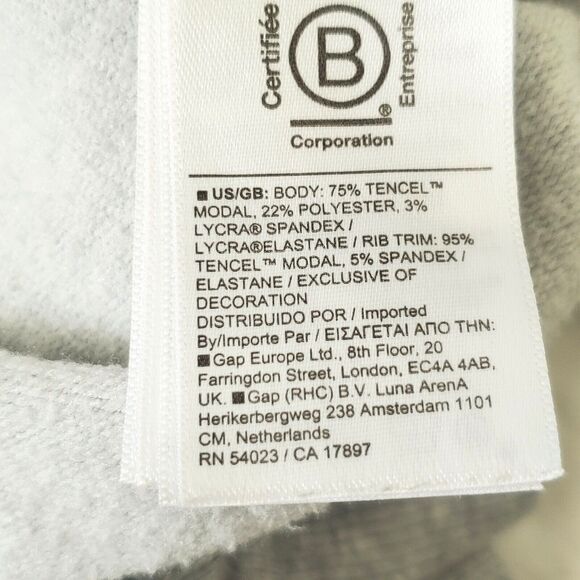 Certifiée
B
Entreprise
®
Corporation
■ US/GB: BODY: 75% TENCEL™
MODAL, 22% POLYESTER, 3%
LYCRA® SPANDEX /
LYCRA®ELASTANE / RIB TRIM: 95%
TENCEL™ MODAL, 5% SPANDEX /
ELASTANE / EXCLUSIVE OF
DECORATION
DISTRIBUIDO POR / Imported
By/Importe Par / ΕΙΣΑΓΕΤΑΙ ΑΠΟ ΤΗΝ:
■Gap Europe Ltd., 8th Floor, 20
Farringdon Street, London, EC4A 4AB,
UK. ■Gap (RHC) B.V. Luna ArenA
Herikerbergweg 238 Amsterdam 1101
CM, Netherlands
RN 54023 / CA 17897